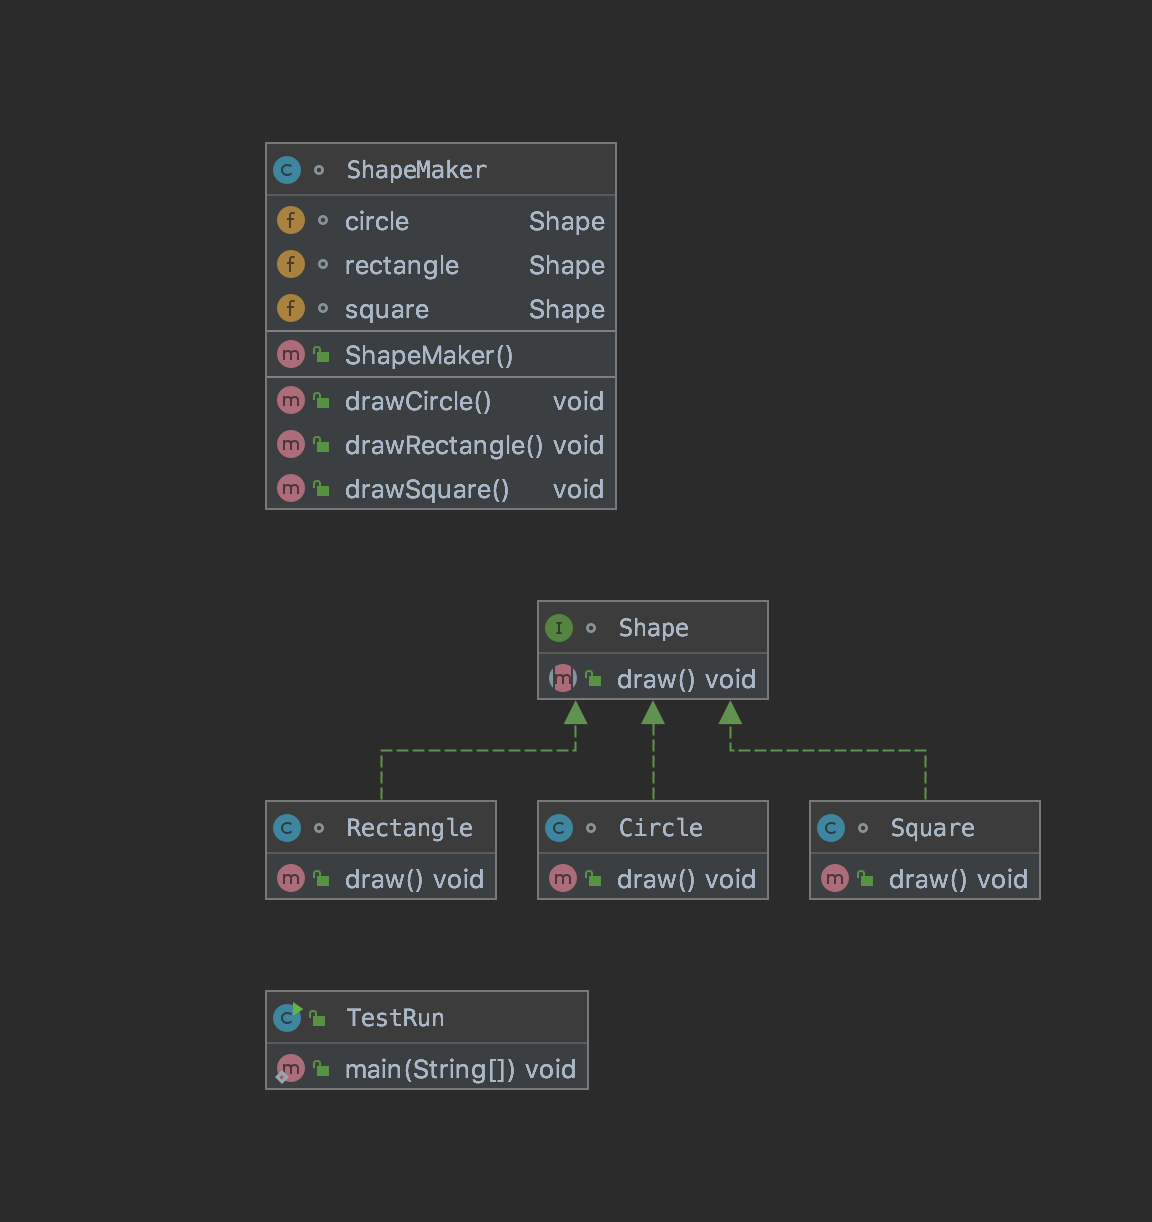 C ShapeMaker
f circle Shape
f rectangle Shape
f square Shape
m ShapeMaker()
m drawCircle() void
m drawRectangle() void
m drawSquare() void
I Shape
m draw() void
C Rectangle
m draw() void
C Circle
m draw() void
C Square
m draw() void
C TestRun
m main(String[]) void